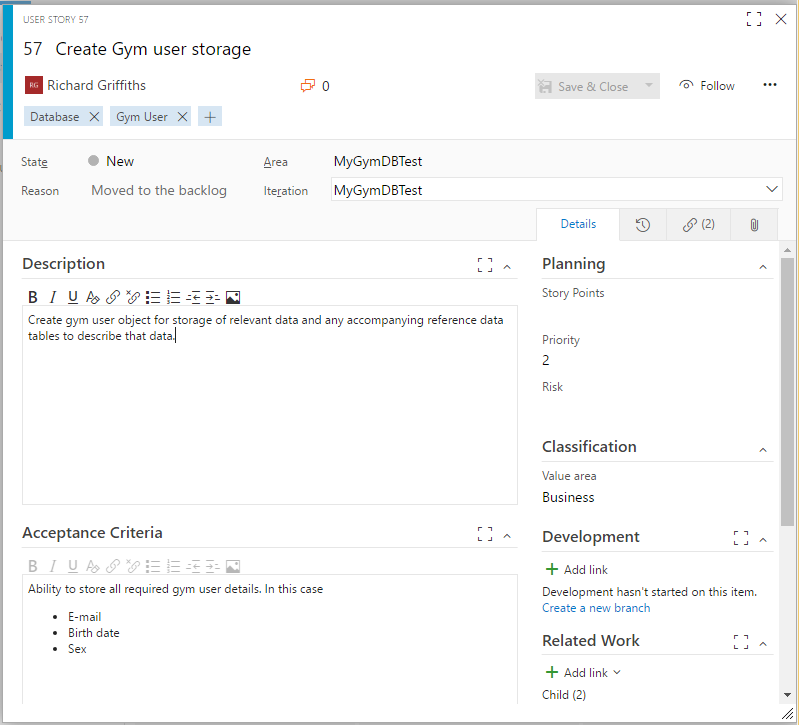 USER STORY 57
57 Create Gym user storage
RG Richard Griffiths 0 Save & Close Follow
Database Gym User
State New Area MyGymDBTest
Reason Moved to the backlog Iteration MyGymDBTest
Details (2)
Description
B I U
Create gym user object for storage of relevant data and any accompanying reference data
tables to describe that data.
Acceptance Criteria
B I U
Ability to store all required gym user details. In this case
E-mail
Birth date
Sex
Planning
Story Points
Priority
2
Risk
Classification
Value area
Business
Development
Add link
Development hasn't started on this item.
Create a new branch
Related Work
Add link
Child (2)